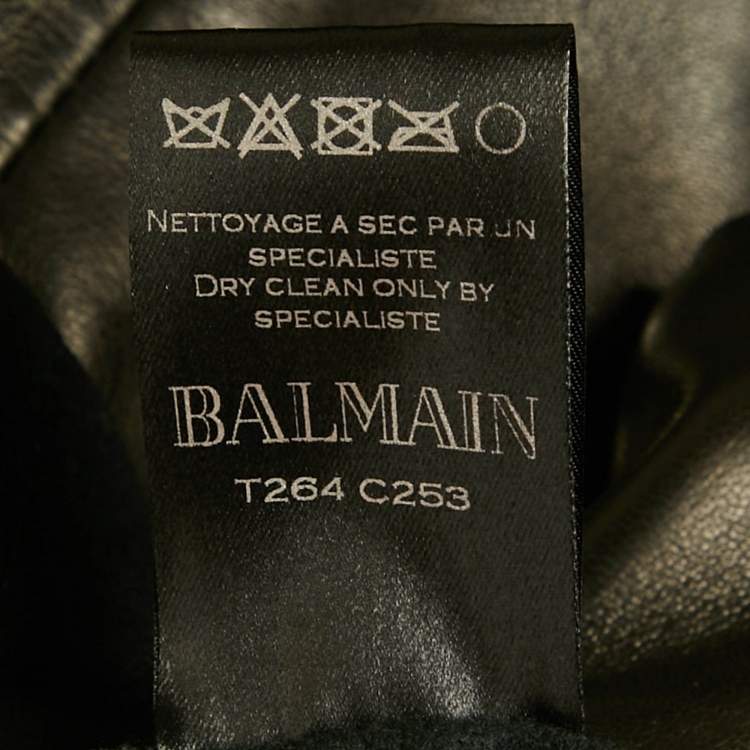 NETTOYAGE A SEC PAR UN
SPECIALISTE
DRY CLEAN ONLY BY
SPECIALISTE
BALMAIN
T264 C253